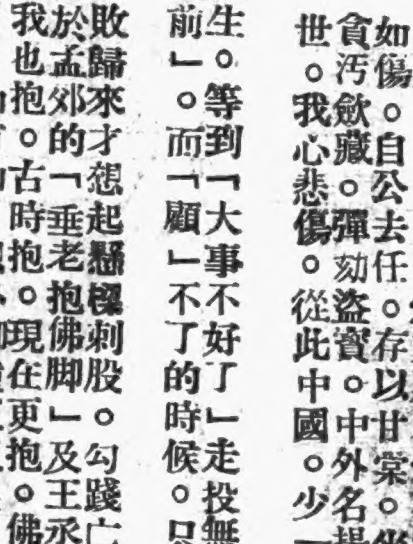 如傷。自公去任。存以甘棠。
貪汚歛藏。彈劾盜寶。中外名揚
世。我心悲傷。從此中國。少一
生。等到「大事不好了」走投無
前」。而「顧」不了的時候。只
敗歸來才想起懸樑刺股。勾踐亡
於孟郊的「垂老抱佛脚」及王丞
我也抱。古時抱。現在更抱。佛